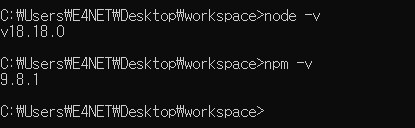 C:₩Users₩E4NET₩Desktop₩workspace>node -v
v18.18.0
C:₩Users₩E4NET₩Desktop₩workspace>npm -v
9.8.1
C:₩Users₩E4NET₩Desktop₩workspace>